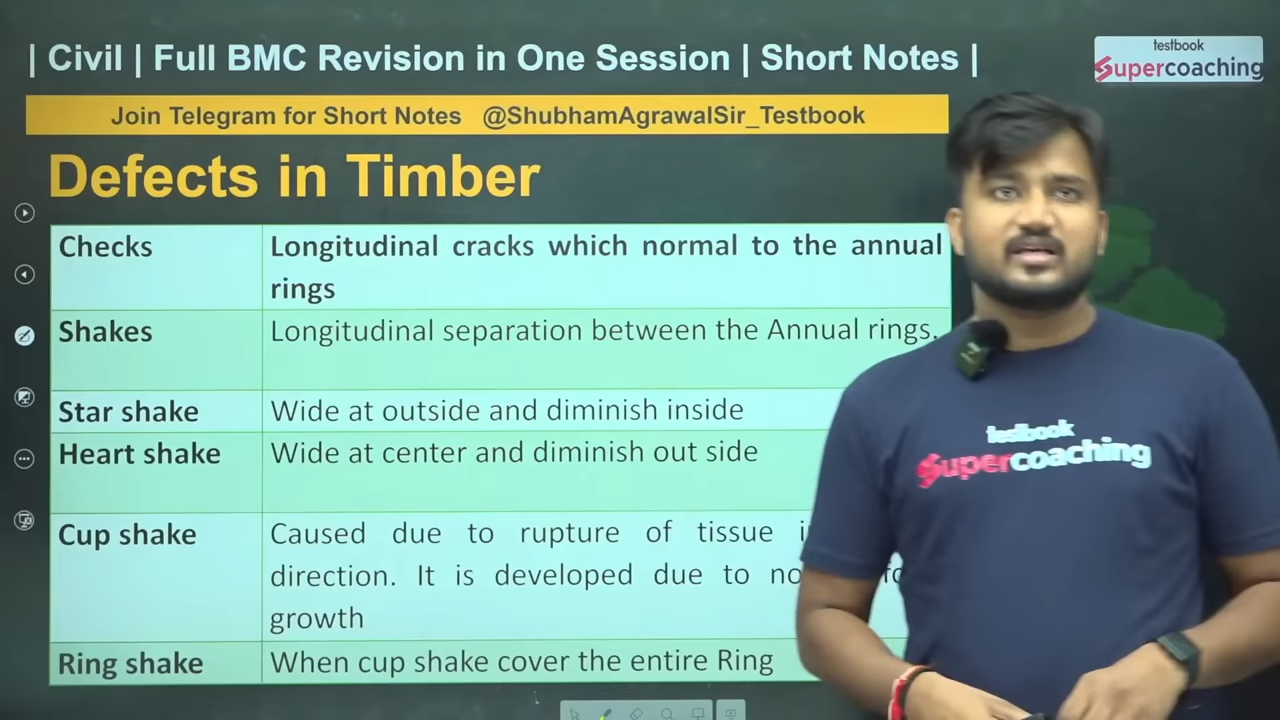 | Civil | Full BMC Revision in One Session | Short Notes |
testbook
Supercoaching
Join Telegram for Short Notes @ShubhamAgrawalSir_Testbook
Defects in Timber
Checks
Longitudinal cracks which normal to the annual
rings
Shakes
Longitudinal separation between the Annual rings.
Star shake
Wide at outside and diminish inside
Heart shake
Wide at center and diminish out side
Cup shake
Caused due to rupture of tissue
direction. It is developed due to
growth
Ring shake
When cup shake cover the entire Ring
testbook
Supercoaching